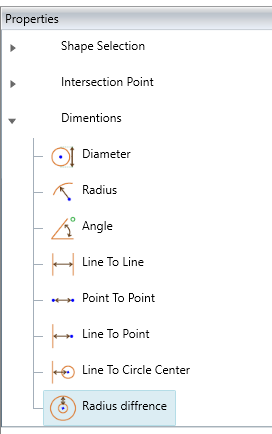 Properties
Shape Selection
Intersection Point
Dimentions
Diameter
Radius
Angle
Line To Line
Point To Point
Line To Point
Line To Circle Center
Radius diffrence